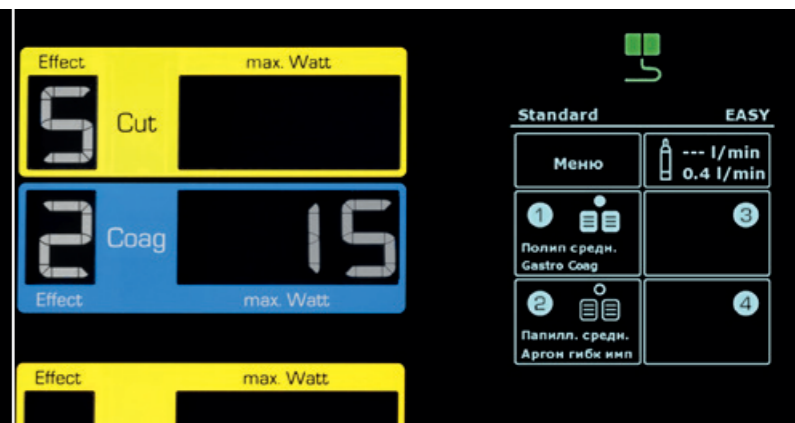 Effect max. Watt
5 Cut
2 Coag 15
Effect max. Watt
Effect max. Watt
Standard EASY
Меню
--- l/min
0.4 l/min
1
Полип средн.
Gastro Coag
3
2
Папилл. средн.
Аргон гибк имп
4